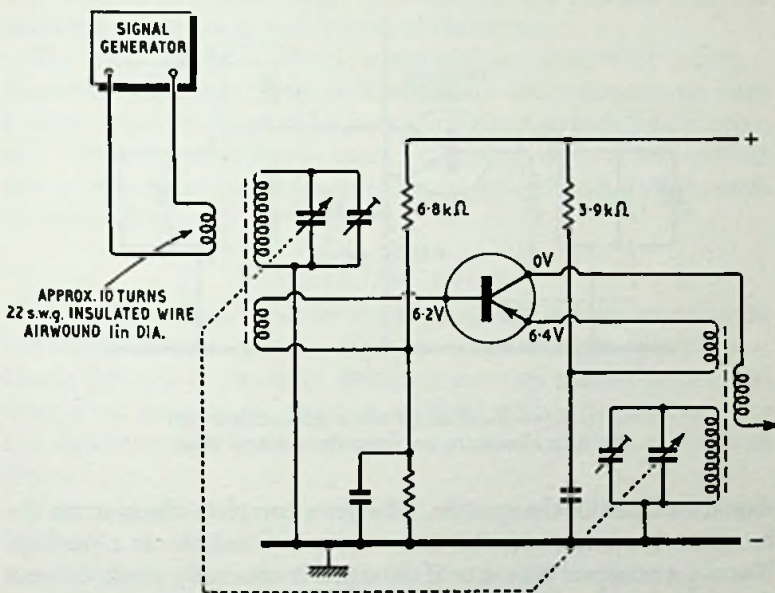 SIGNAL
GENERATOR
APPROX. 10 TURNS
22 s.w.g. INSULATED WIRE
AIRWOUND 1in DIA.
+
6·8kΩ
3·9kΩ
0V
6·2V
6·4V
−